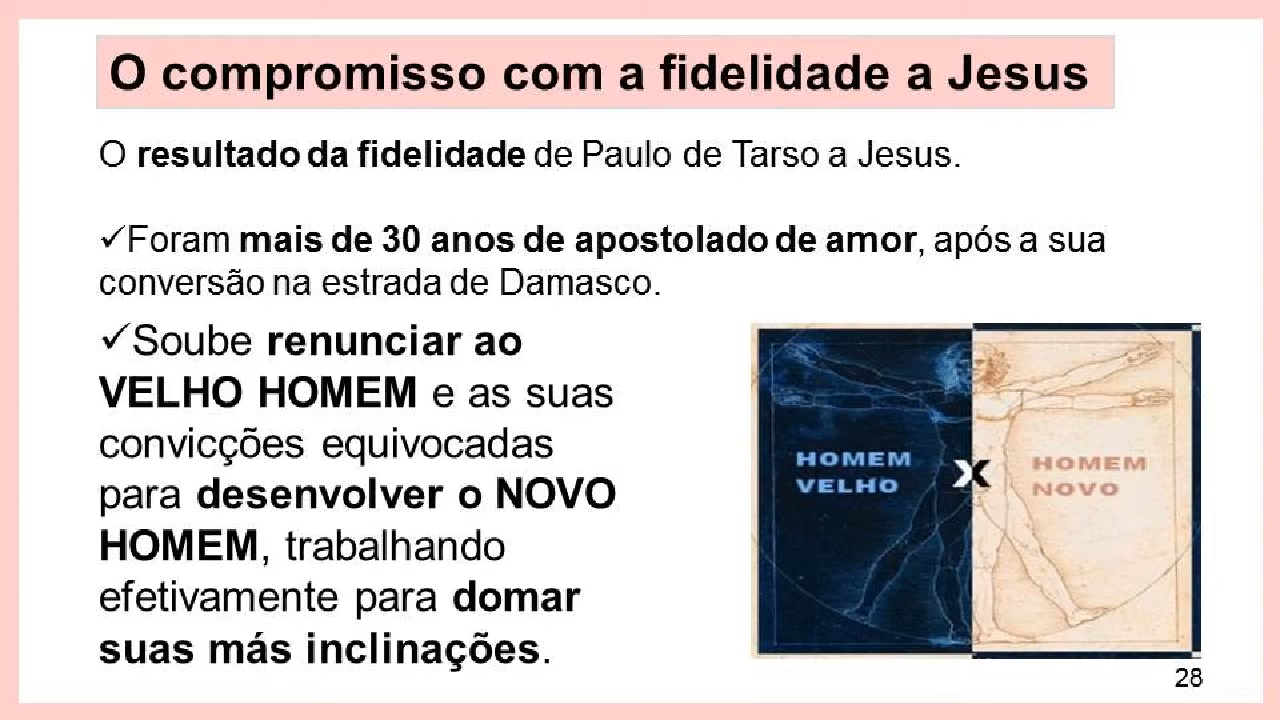 O compromisso com a fidelidade a Jesus
O resultado da fidelidade de Paulo de Tarso a Jesus.
✓Foram mais de 30 anos de apostolado de amor, após a sua
conversão na estrada de Damasco.
✓Soube renunciar ao
VELHO HOMEM e as suas
convicções equivocadas
para desenvolver o NOVO
HOMEM, trabalhando
efetivamente para domar
suas más inclinações.
HOMEM
VELHO
X
HOMEM
NOVO
28